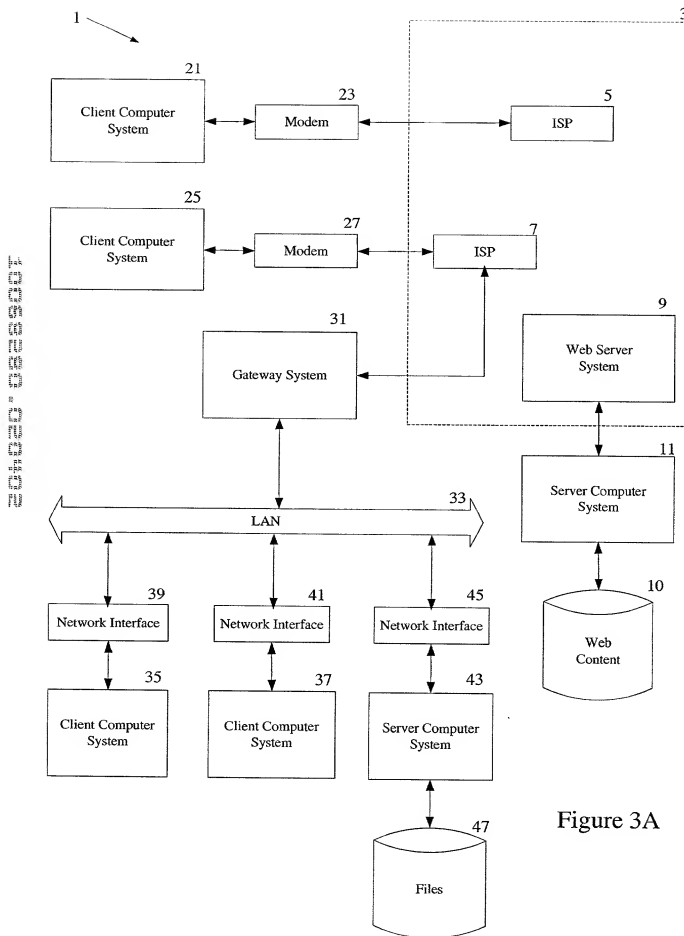 1
3
21
Client Computer
System
23
Modem
5
ISP
25
Client Computer
System
27
Modem
7
ISP
31
Gateway System
9
Web Server
System
11
Server Computer
System
33
LAN
10
Web
Content
39
Network Interface
41
Network Interface
45
Network Interface
35
Client Computer
System
37
Client Computer
System
43
Server Computer
System
47
Files
Figure 3A